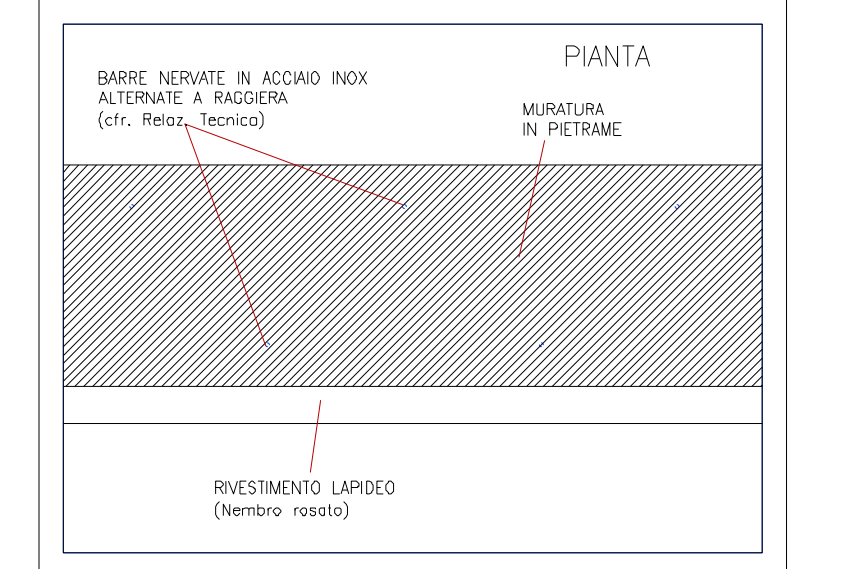 PIANTA
BARRE NERVATE IN ACCIAIO INOX
ALTERNATE A RAGGIERA
(cfr. Relaz. Tecnica)
MURATURA
IN PIETRAME
RIVESTIMENTO LAPIDEO
(Nembro rosato)